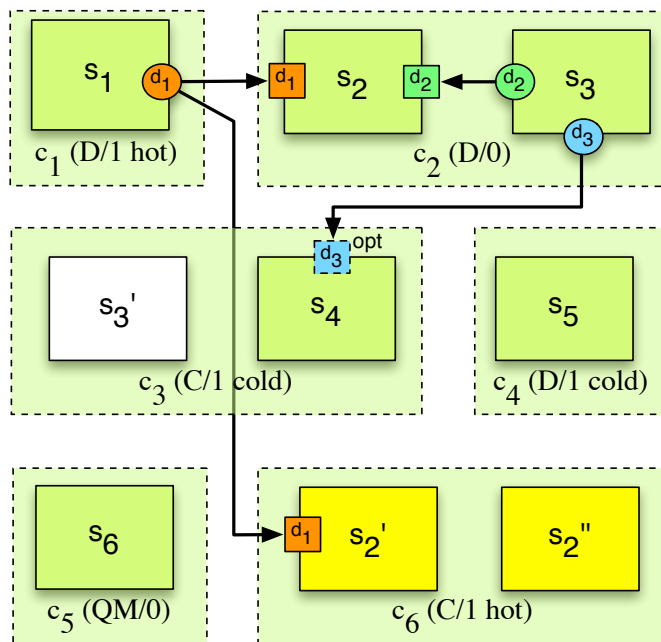 s1 d1 d1 s2 d2 d2 s3
d3
c1 (D/1 hot) c2 (D/0)
opt
d3
s3' s4 s5
c3 (C/1 cold) c4 (D/1 cold)
s6 d1 s2' s2"
c5 (QM/0) c6 (C/1 hot)